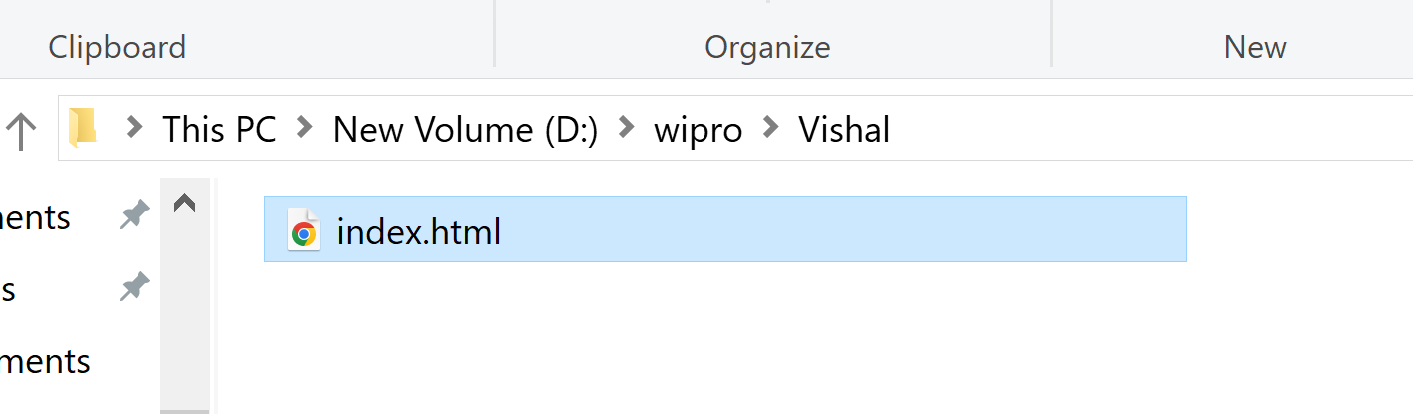 Clipboard Organize New
This PC New Volume (D:) wipro Vishal
index.html